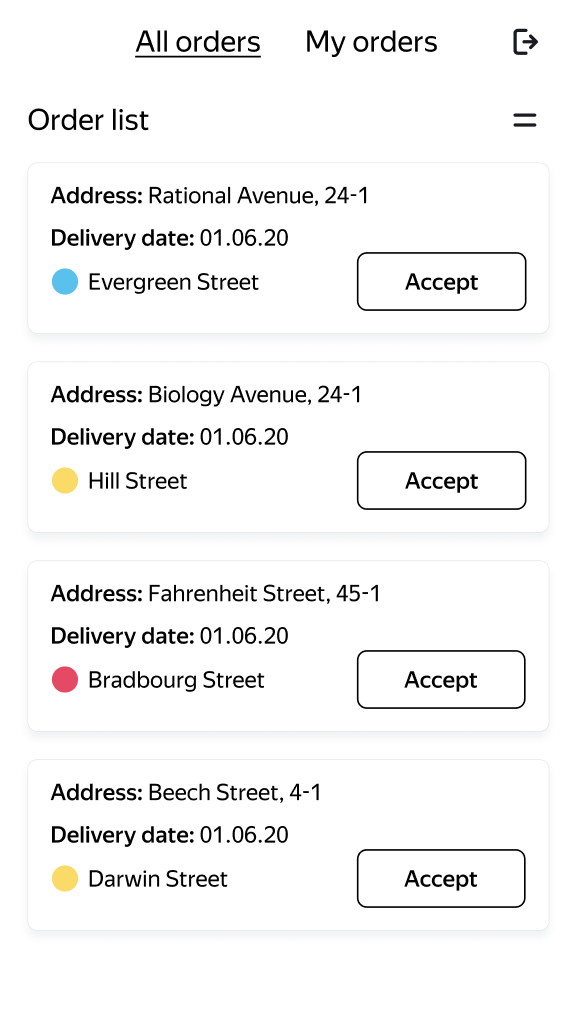 All orders My orders
Order list
Address: Rational Avenue, 24-1
Delivery date: 01.06.20
Evergreen Street
Accept
Address: Biology Avenue, 24-1
Delivery date: 01.06.20
Hill Street
Accept
Address: Fahrenheit Street, 45-1
Delivery date: 01.06.20
Bradbourg Street
Accept
Address: Beech Street, 4-1
Delivery date: 01.06.20
Darwin Street
Accept